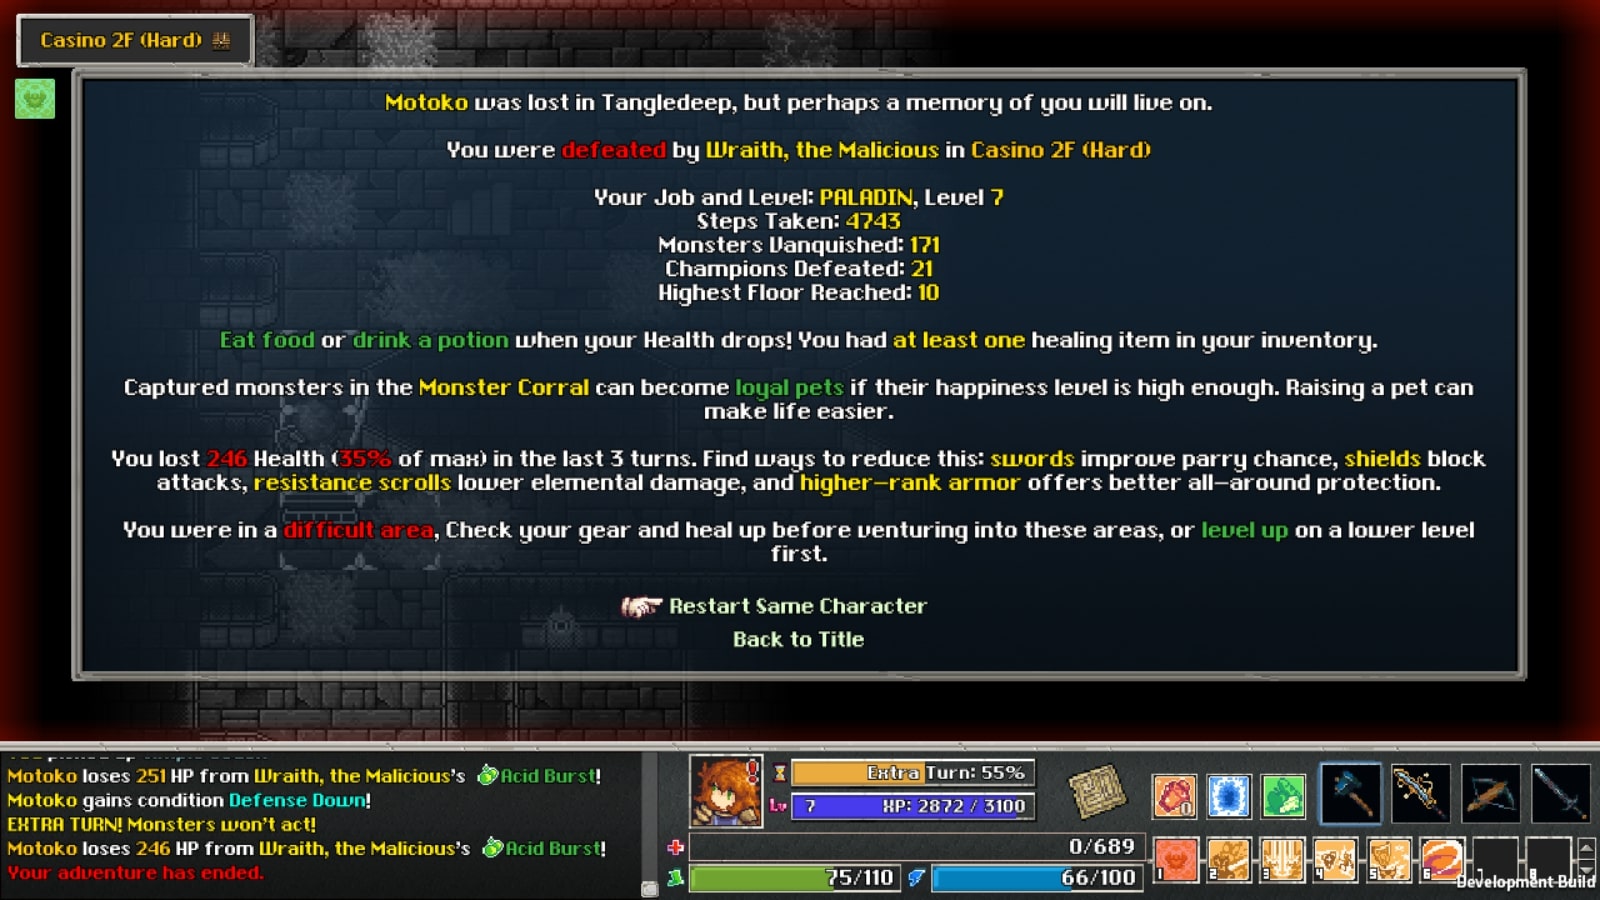 Casino 2F (Hard)
Motoko was lost in Tangledeep, but perhaps a memory of you will live on.
You were defeated by Wraith, the Malicious in Casino 2F (Hard)
Your Job and Level: PALADIN, Level 7
Steps Taken: 4743
Monsters Vanquished: 171
Champions Defeated: 21
Highest Floor Reached: 10
Eat food or drink a potion when your Health drops! You had at least one healing item in your inventory.
Captured monsters in the Monster Corral can become loyal pets if their happiness level is high enough. Raising a pet can
make life easier.
You lost 246 Health (35% of max) in the last 3 turns. Find ways to reduce this: swords improve parry chance, shields block
attacks, resistance scrolls lower elemental damage, and higher-rank armor offers better all-around protection.
You were in a difficult area, Check your gear and heal up before venturing into these areas, or level up on a lower level
first.
Restart Same Character
Back to Title
Motoko loses 251 HP from Wraith, the Malicious's Acid Burst!
Motoko gains condition Defense Down!
EXTRA TURN! Monsters won't act!
Motoko loses 246 HP from Wraith, the Malicious's Acid Burst!
Your adventure has ended.
Extra Turn: 55%
Lv 7 XP: 2872 / 3100
0/689
75/110
66/100
0
1
2
3
4
5
6
Development Build